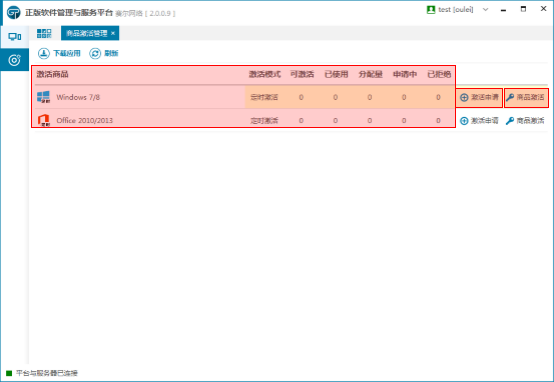 正版软件管理与服务平台 赛尔网络 [ 2.0.0.9 ] test [oulei]
商品激活管理 ×
下载应用 刷新
激活商品 激活模式 可激活 已使用 分配量 申请中 已拒绝
Windows 7/8 定时激活 0 0 0 0 0 激活申请 商品激活
Office 2010/2013 定时激活 0 0 0 0 0 激活申请 商品激活
平台与服务器已连接